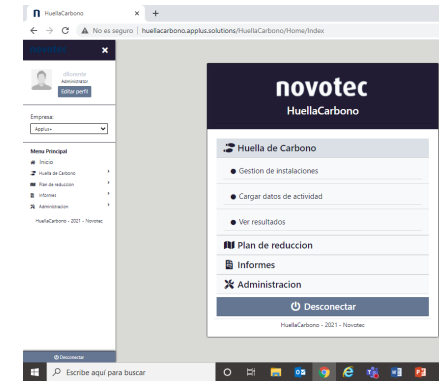 HuellaCarbono
No es seguro | huellacarbono.applus.solutions/HuellaCarbono/Home/Index
novotec
dllorente
Administrator
Editar perfil
Empresa:
Applus+
Menu Principal
Inicio
Huella de Carbono
Plan de reduccion
Informes
Administracion
HuellaCarbono - 2021 - Novotec
Desconectar
novotec
HuellaCarbono
Huella de Carbono
Gestion de instalaciones
Cargar datos de actividad
Ver resultados
Plan de reduccion
Informes
Administracion
Desconectar
HuellaCarbono - 2021 - Novotec
Escribe aquí para buscar